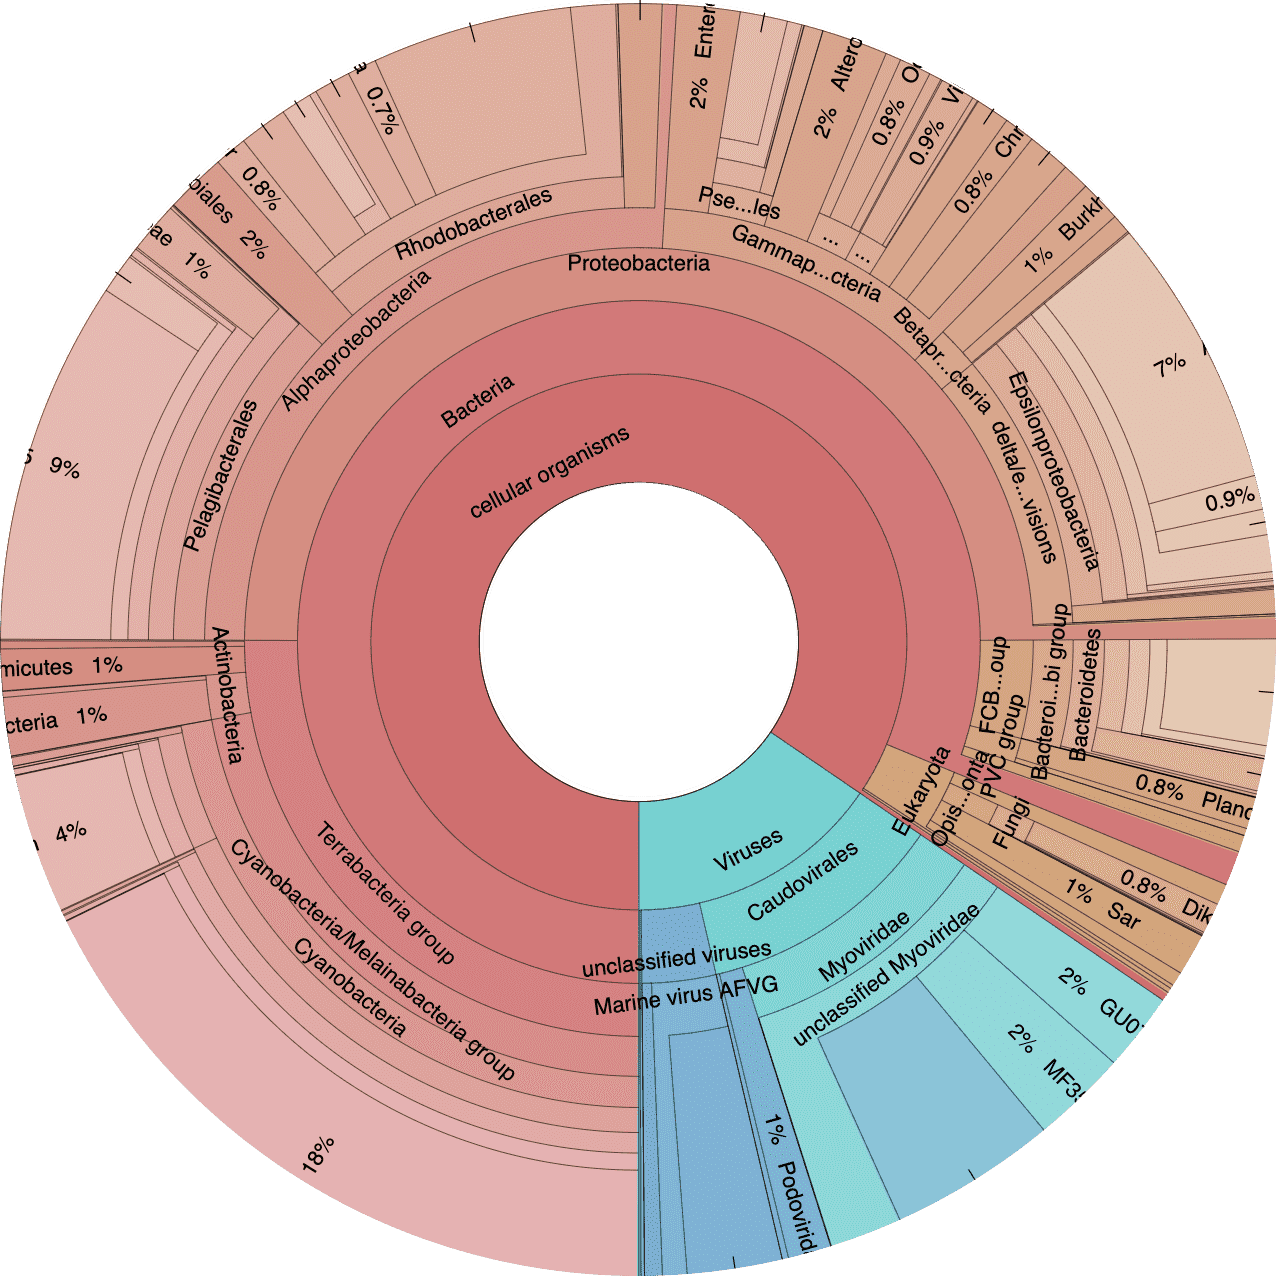 cellular organisms
Bacteria
Proteobacteria
Alphaproteobacteria
Rhodobacterales
Pelagibacterales
Gammap...cteria
Pse...les
2% Enter
2% Altero
0.8%
0.9%
...
...
0.8% Chr
1% Burkh
Betapr...cteria
delta/e...visions
Epsilonproteobacteria
7%
0.9%
0.7%
0.8%
biales 2%
ae 1%
9%
micutes 1%
cteria 1%
Actinobacteria
4%
18%
Terrabacteria group
Cyanobacteria/Melainabacteria group
Cyanobacteria
FCB...oup
Bacteroi...bi group
Bacteroidetes
PVC group
0.8% Planc
Eukaryota
Opis...onta
Fungi
0.8% Dik
1% Sar
Viruses
Caudovirales
Myoviridae
unclassified Myoviridae
2% GU0
2% MF3
unclassified viruses
Marine virus AFVG
1% Podovirid